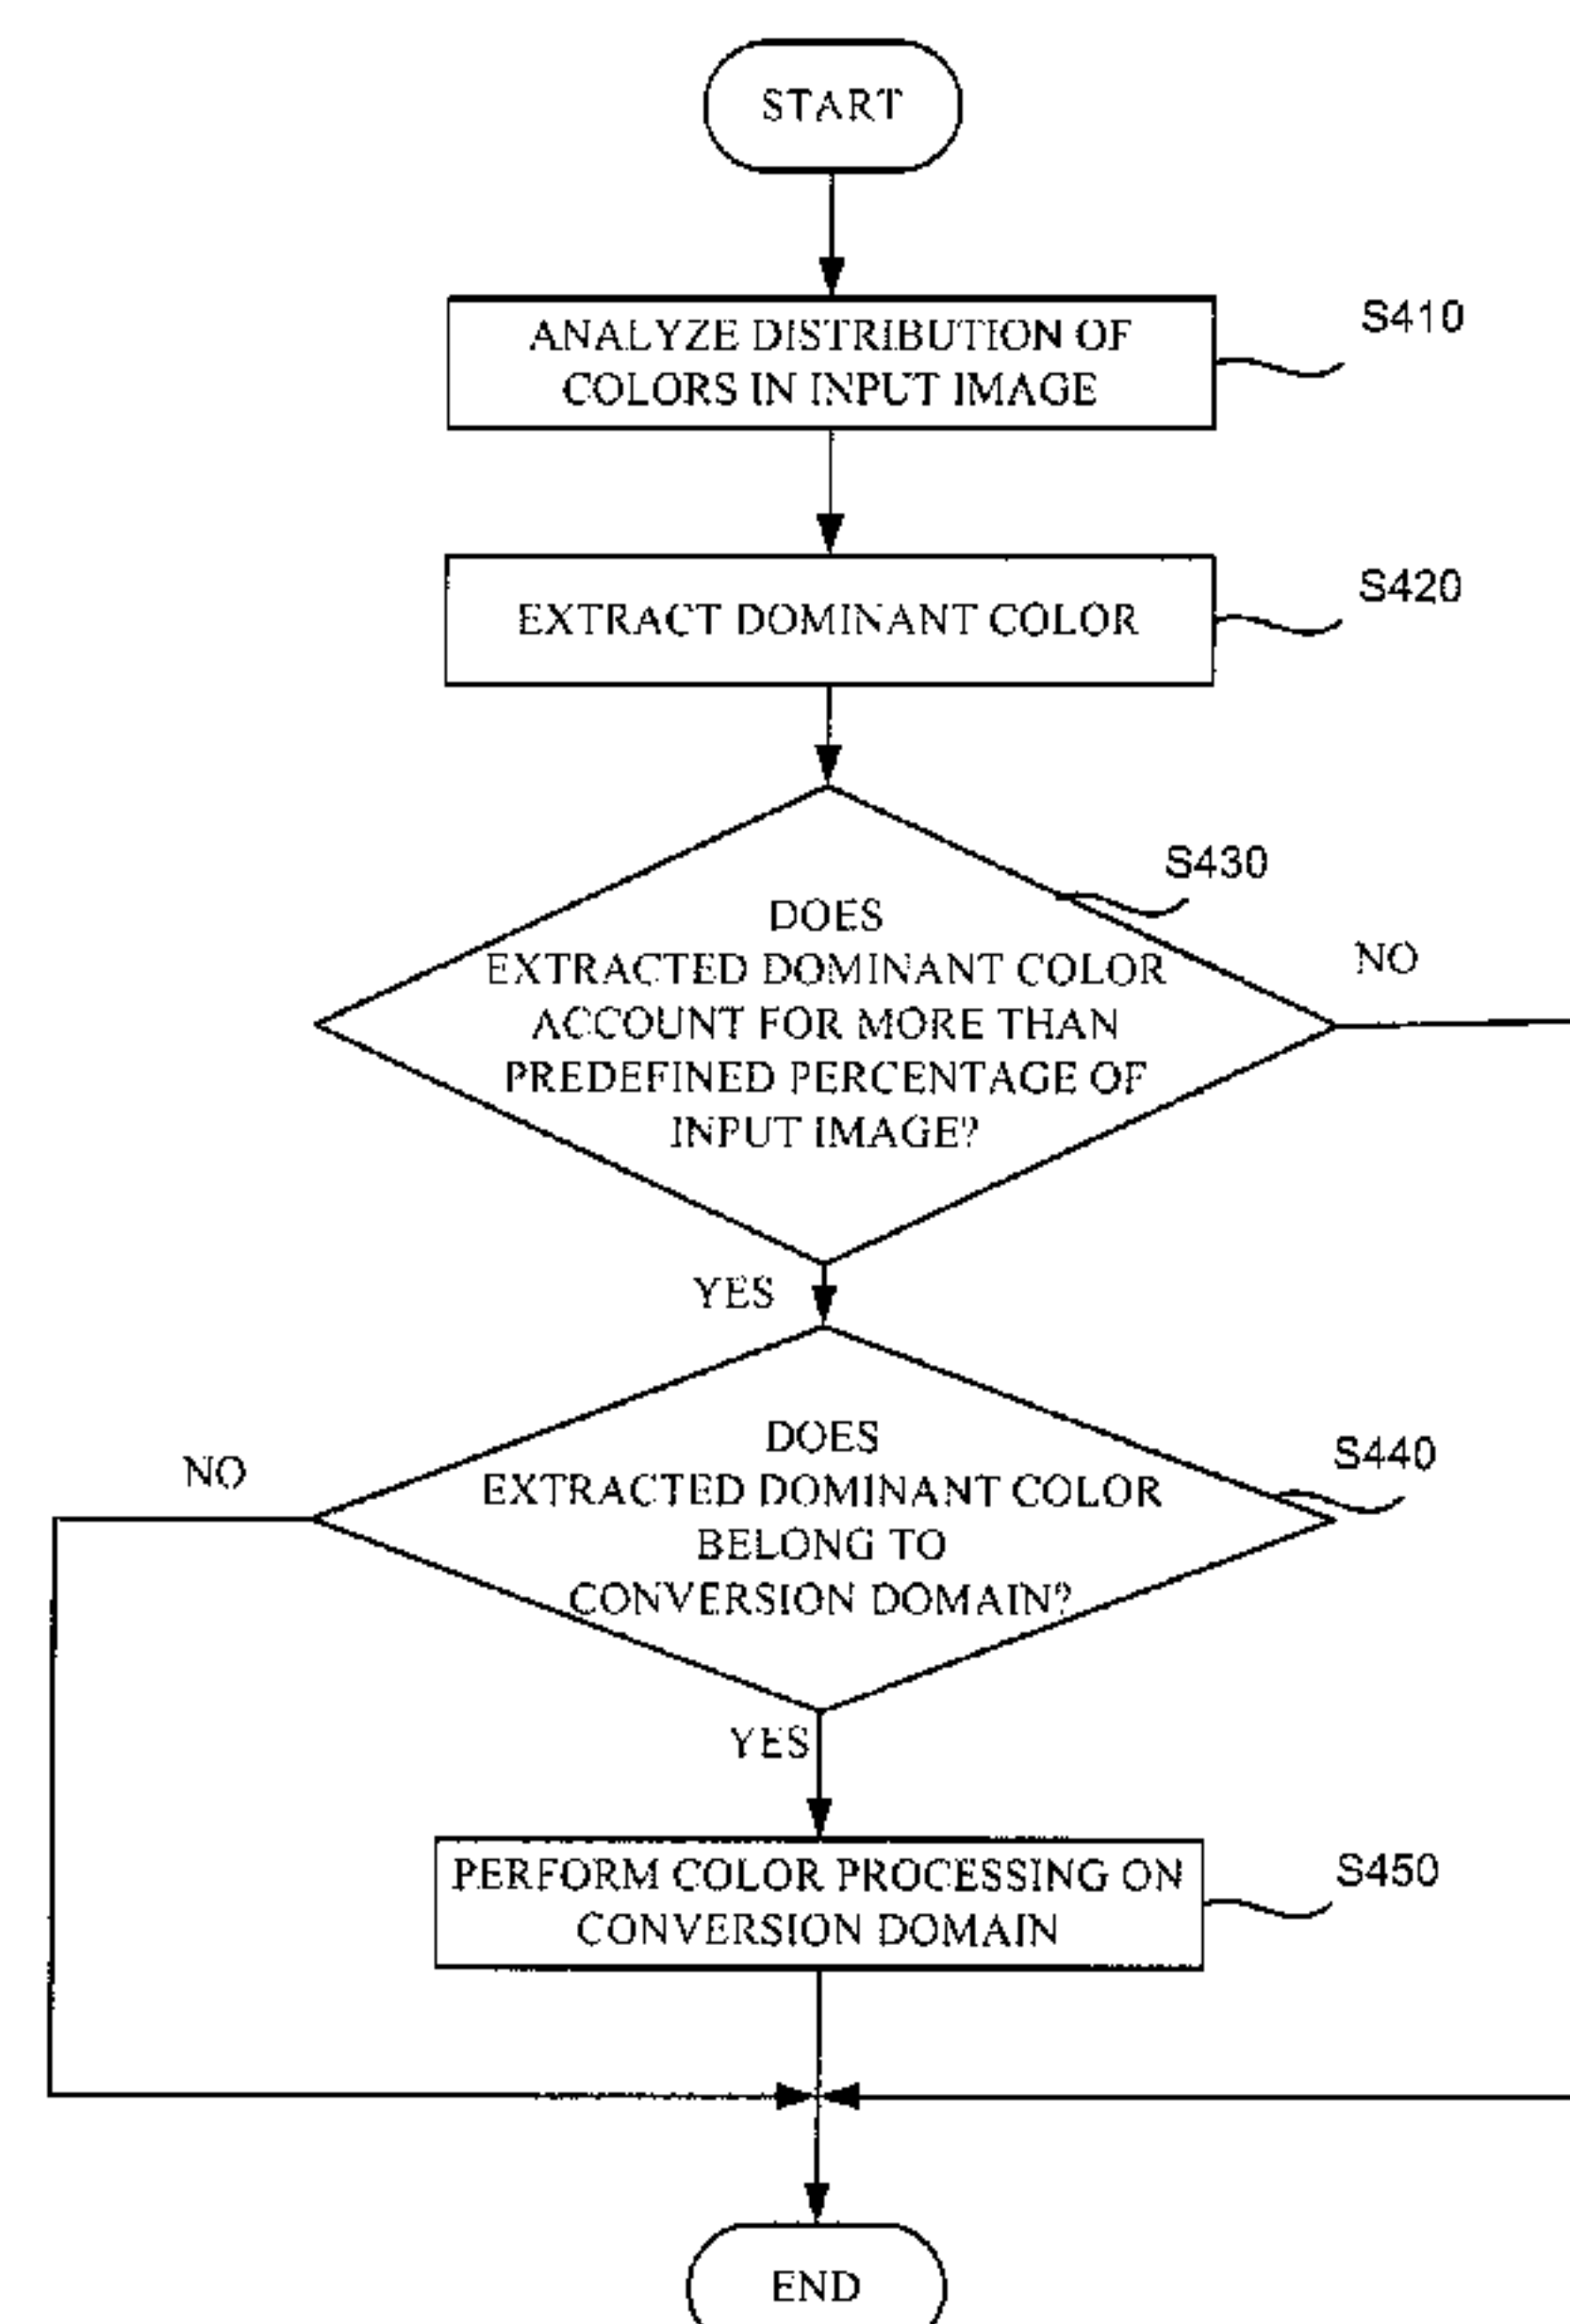 START
ANALYZE DISTRIBUTION OF
COLORS IN INPUT IMAGE
S410
EXTRACT DOMINANT COLOR
S420
S430
DOES
EXTRACTED DOMINANT COLOR
ACCOUNT FOR MORE THAN
PREDEFINED PERCENTAGE OF
INPUT IMAGE?
NO
YES
S440
DOES
EXTRACTED DOMINANT COLOR
BELONG TO
CONVERSION DOMAIN?
NO
YES
PERFORM COLOR PROCESSING ON
CONVERSION DOMAIN
S450
END